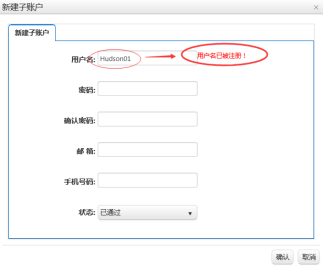 新建子账户 ×
新建子账户
用户名: Hudson01 用户名已被注册！
密码:
确认密码:
邮 箱:
手机号码:
状态: 已通过
确认 取消